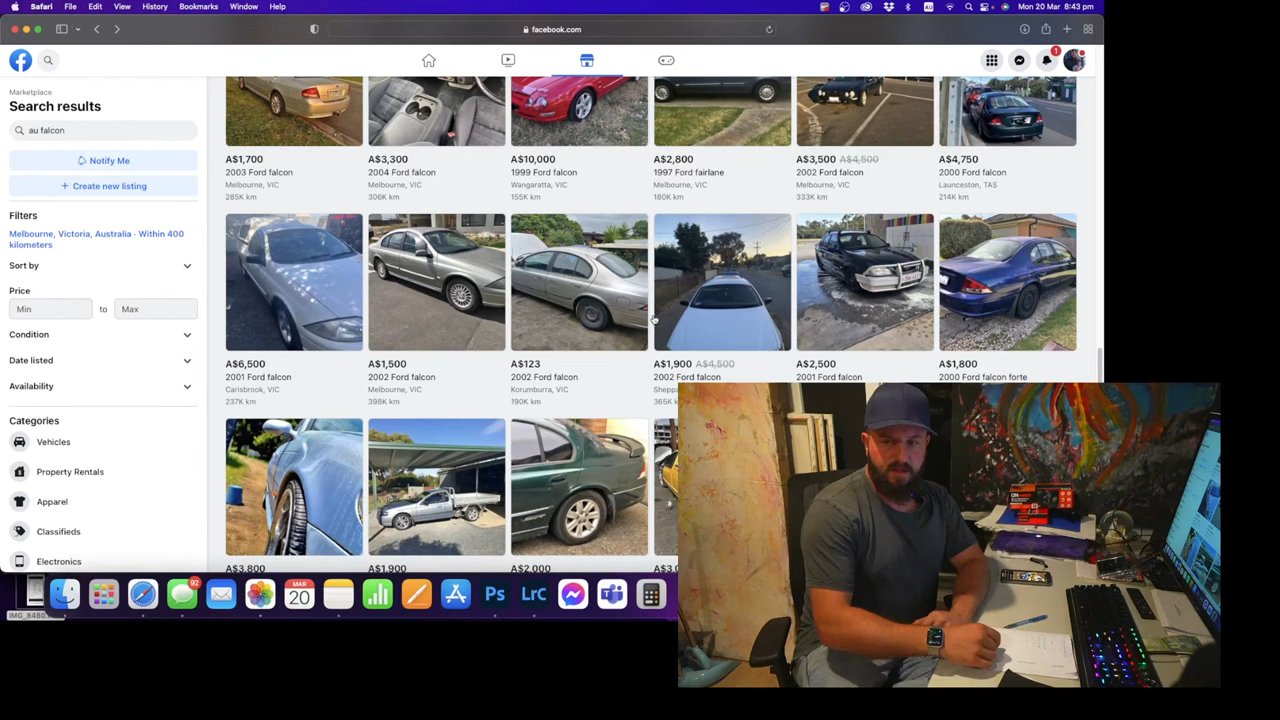 Safari File Edit View History Bookmarks Window Help
Mon 20 Mar 8:43 pm
facebook.com
1
Marketplace
Search results
au falcon
Notify Me
+ Create new listing
Filters
Melbourne, Victoria, Australia · Within 400
kilometers
Sort by
Price
Min to Max
Condition
Date listed
Availability
Categories
Vehicles
Property Rentals
Apparel
Classifieds
Electronics
A$1,700
2003 Ford falcon
Melbourne, VIC
285K km
A$3,300
2004 Ford falcon
Melbourne, VIC
306K km
A$10,000
1999 Ford falcon
Wangaratta, VIC
155K km
A$2,800
1997 Ford fairlane
Melbourne, VIC
180K km
A$3,500 A$4,500
2002 Ford falcon
Melbourne, VIC
333K km
A$4,750
2000 Ford falcon
Launceston, TAS
214K km
A$6,500
2001 Ford falcon
Carisbrook, VIC
237K km
A$1,500
2002 Ford falcon
Melbourne, VIC
398K km
A$123
2002 Ford falcon
Korumburra, VIC
190K km
A$1,900 A$4,500
2002 Ford falcon
Shepp
365K
A$2,500
2001 Ford falcon
A$1,800
2000 Ford falcon forte
A$3,800
A$1,900
A$2,000
92
MAR
20
Ps
LrC